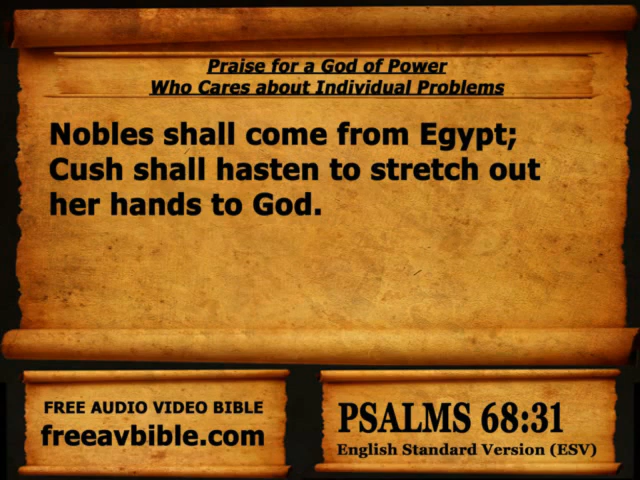 Praise for a God of Power
Who Cares about Individual Problems
Nobles shall come from Egypt;
Cush shall hasten to stretch out
her hands to God.
FREE AUDIO VIDEO BIBLE
freeavbible.com
PSALMS 68:31
English Standard Version (ESV)